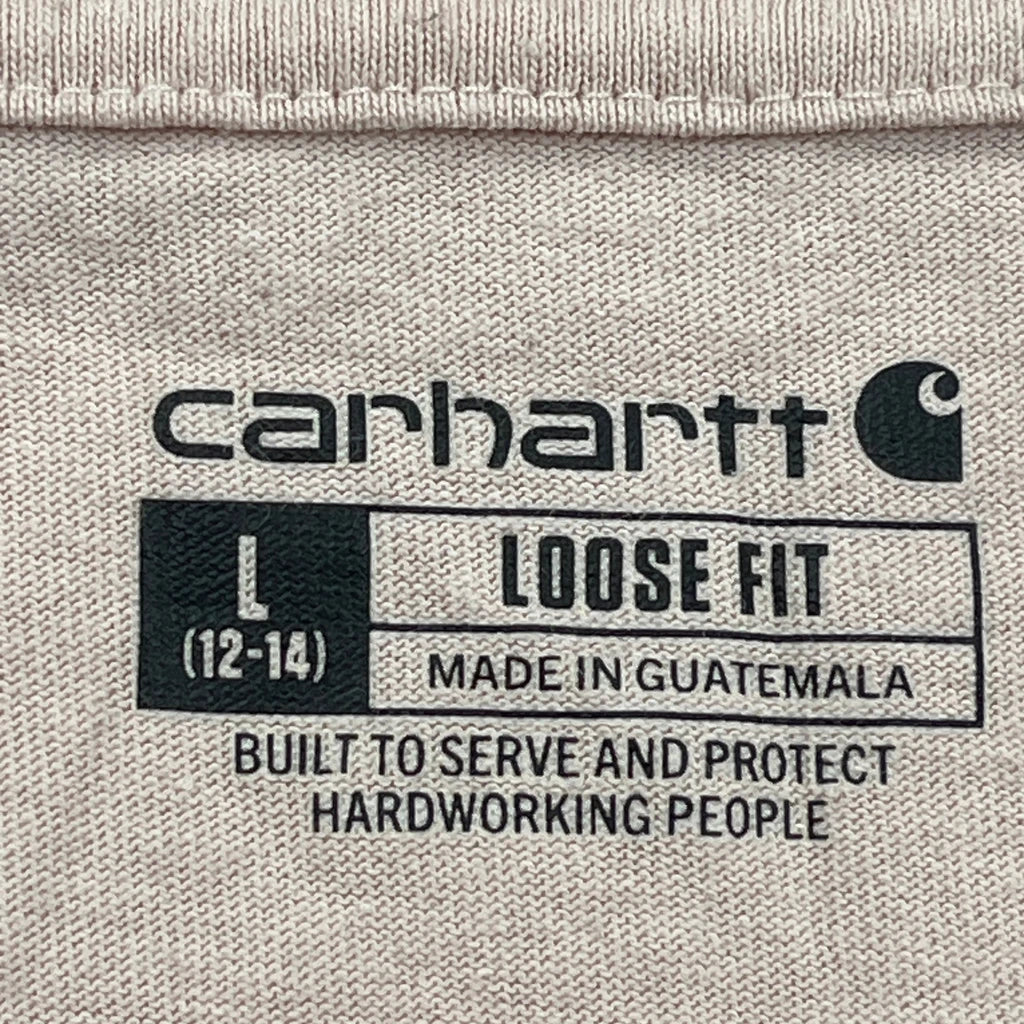 carhartt
L
(12-14)
LOOSE FIT
MADE IN GUATEMALA
BUILT TO SERVE AND PROTECT
HARDWORKING PEOPLE